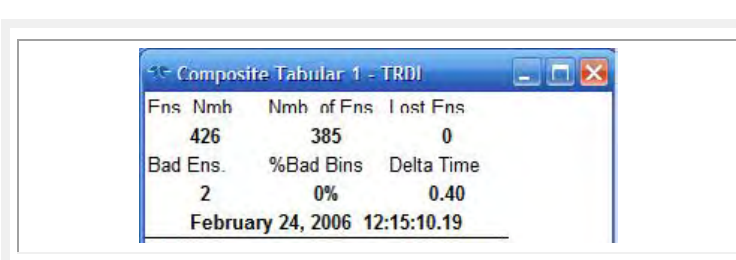 Composite Tabular 1 - TRDI
Ens. Nmb. Nmb. of Ens. Lost Ens.
426 385 0
Bad Ens. %Bad Bins Delta Time
2 0% 0.40
February 24, 2006 12:15:10.19